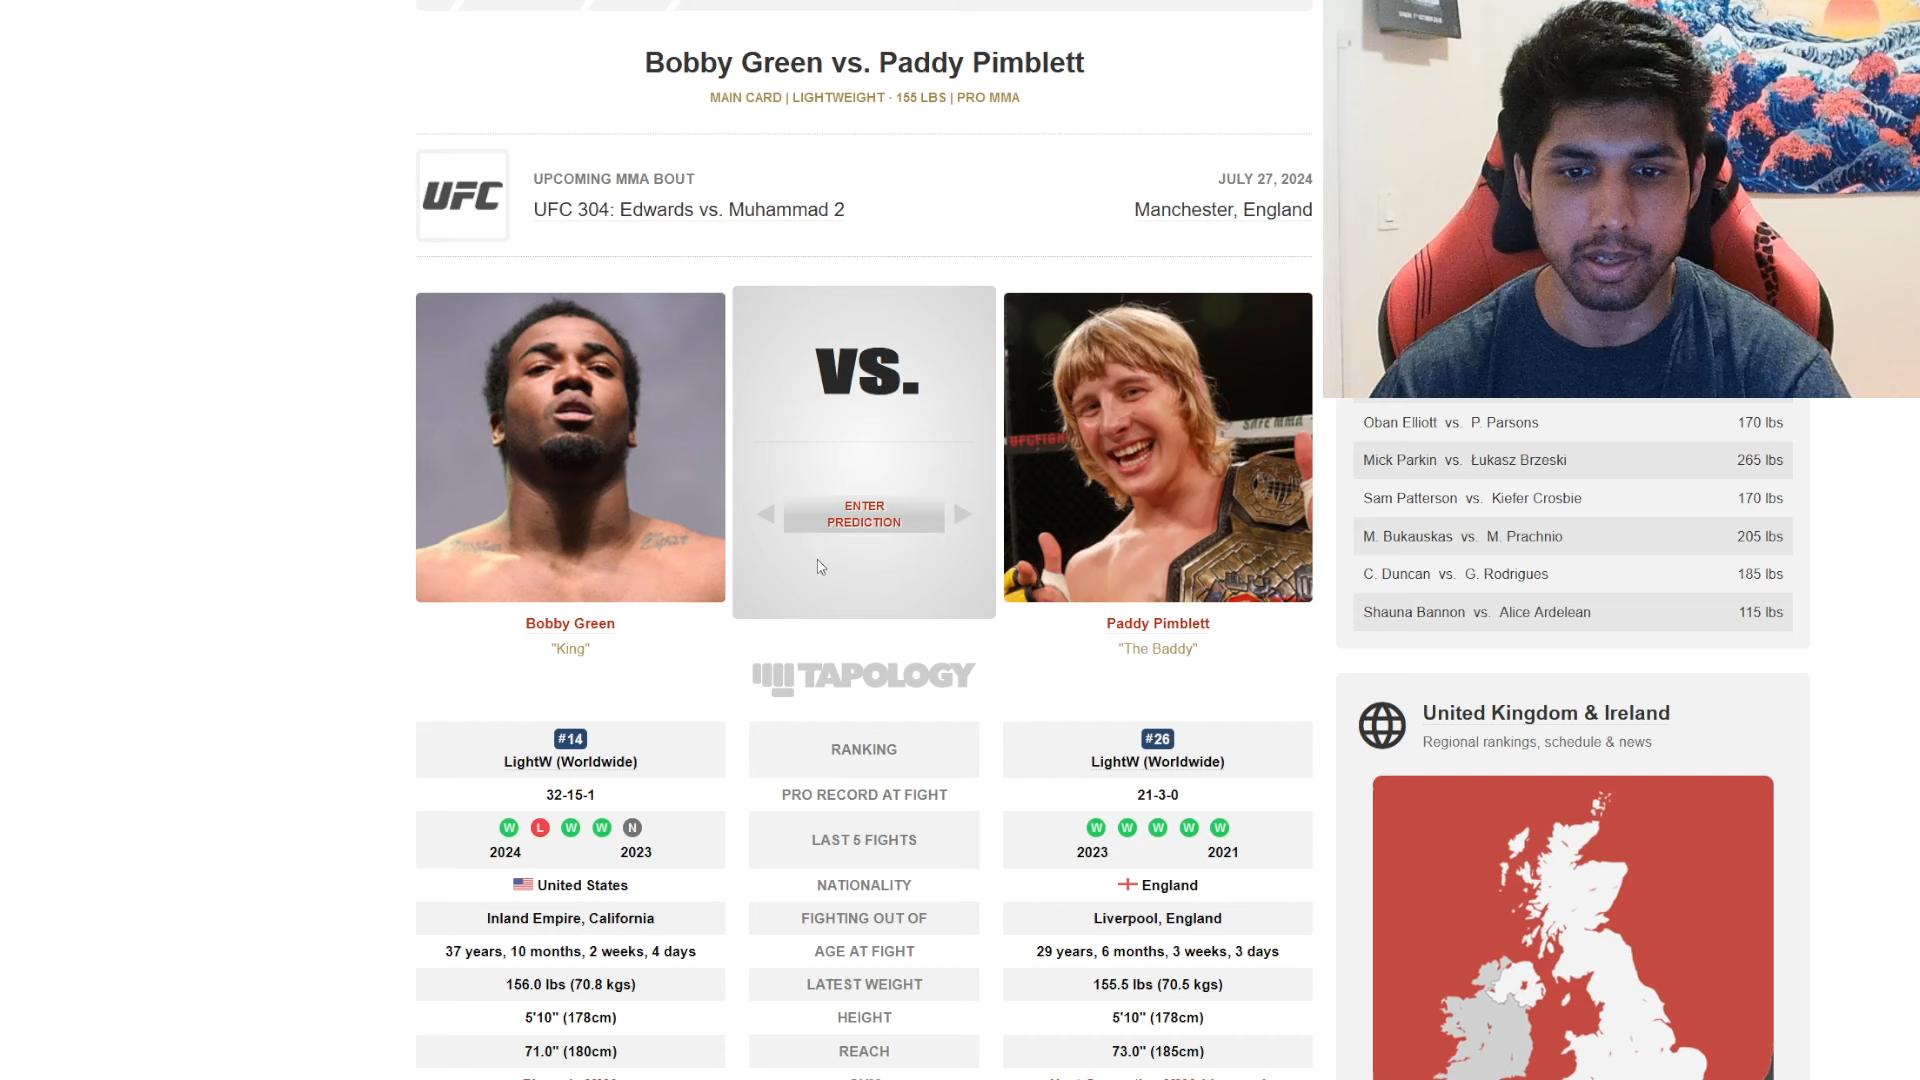 Bobby Green vs. Paddy Pimblett
MAIN CARD | LIGHTWEIGHT · 155 LBS | PRO MMA
UFC
UPCOMING MMA BOUT
JULY 27, 2024
UFC 304: Edwards vs. Muhammad 2
Manchester, England
VS.
ENTER
PREDICTION
Bobby Green
"King"
Paddy Pimblett
"The Baddy"
TAPOLOGY
#14
LightW (Worldwide)
RANKING
#26
LightW (Worldwide)
32-15-1
PRO RECORD AT FIGHT
21-3-0
W L W W N
2024 2023
LAST 5 FIGHTS
W W W W W
2023 2021
United States
NATIONALITY
England
Inland Empire, California
FIGHTING OUT OF
Liverpool, England
37 years, 10 months, 2 weeks, 4 days
AGE AT FIGHT
29 years, 6 months, 3 weeks, 3 days
156.0 lbs (70.8 kgs)
LATEST WEIGHT
155.5 lbs (70.5 kgs)
5'10" (178cm)
HEIGHT
5'10" (178cm)
71.0" (180cm)
REACH
73.0" (185cm)
Oban Elliott vs. P. Parsons 170 lbs
Mick Parkin vs. Łukasz Brzeski 265 lbs
Sam Patterson vs. Kiefer Crosbie 170 lbs
M. Bukauskas vs. M. Prachnio 205 lbs
C. Duncan vs. G. Rodrigues 185 lbs
Shauna Bannon vs. Alice Ardelean 115 lbs
United Kingdom & Ireland
Regional rankings, schedule & news